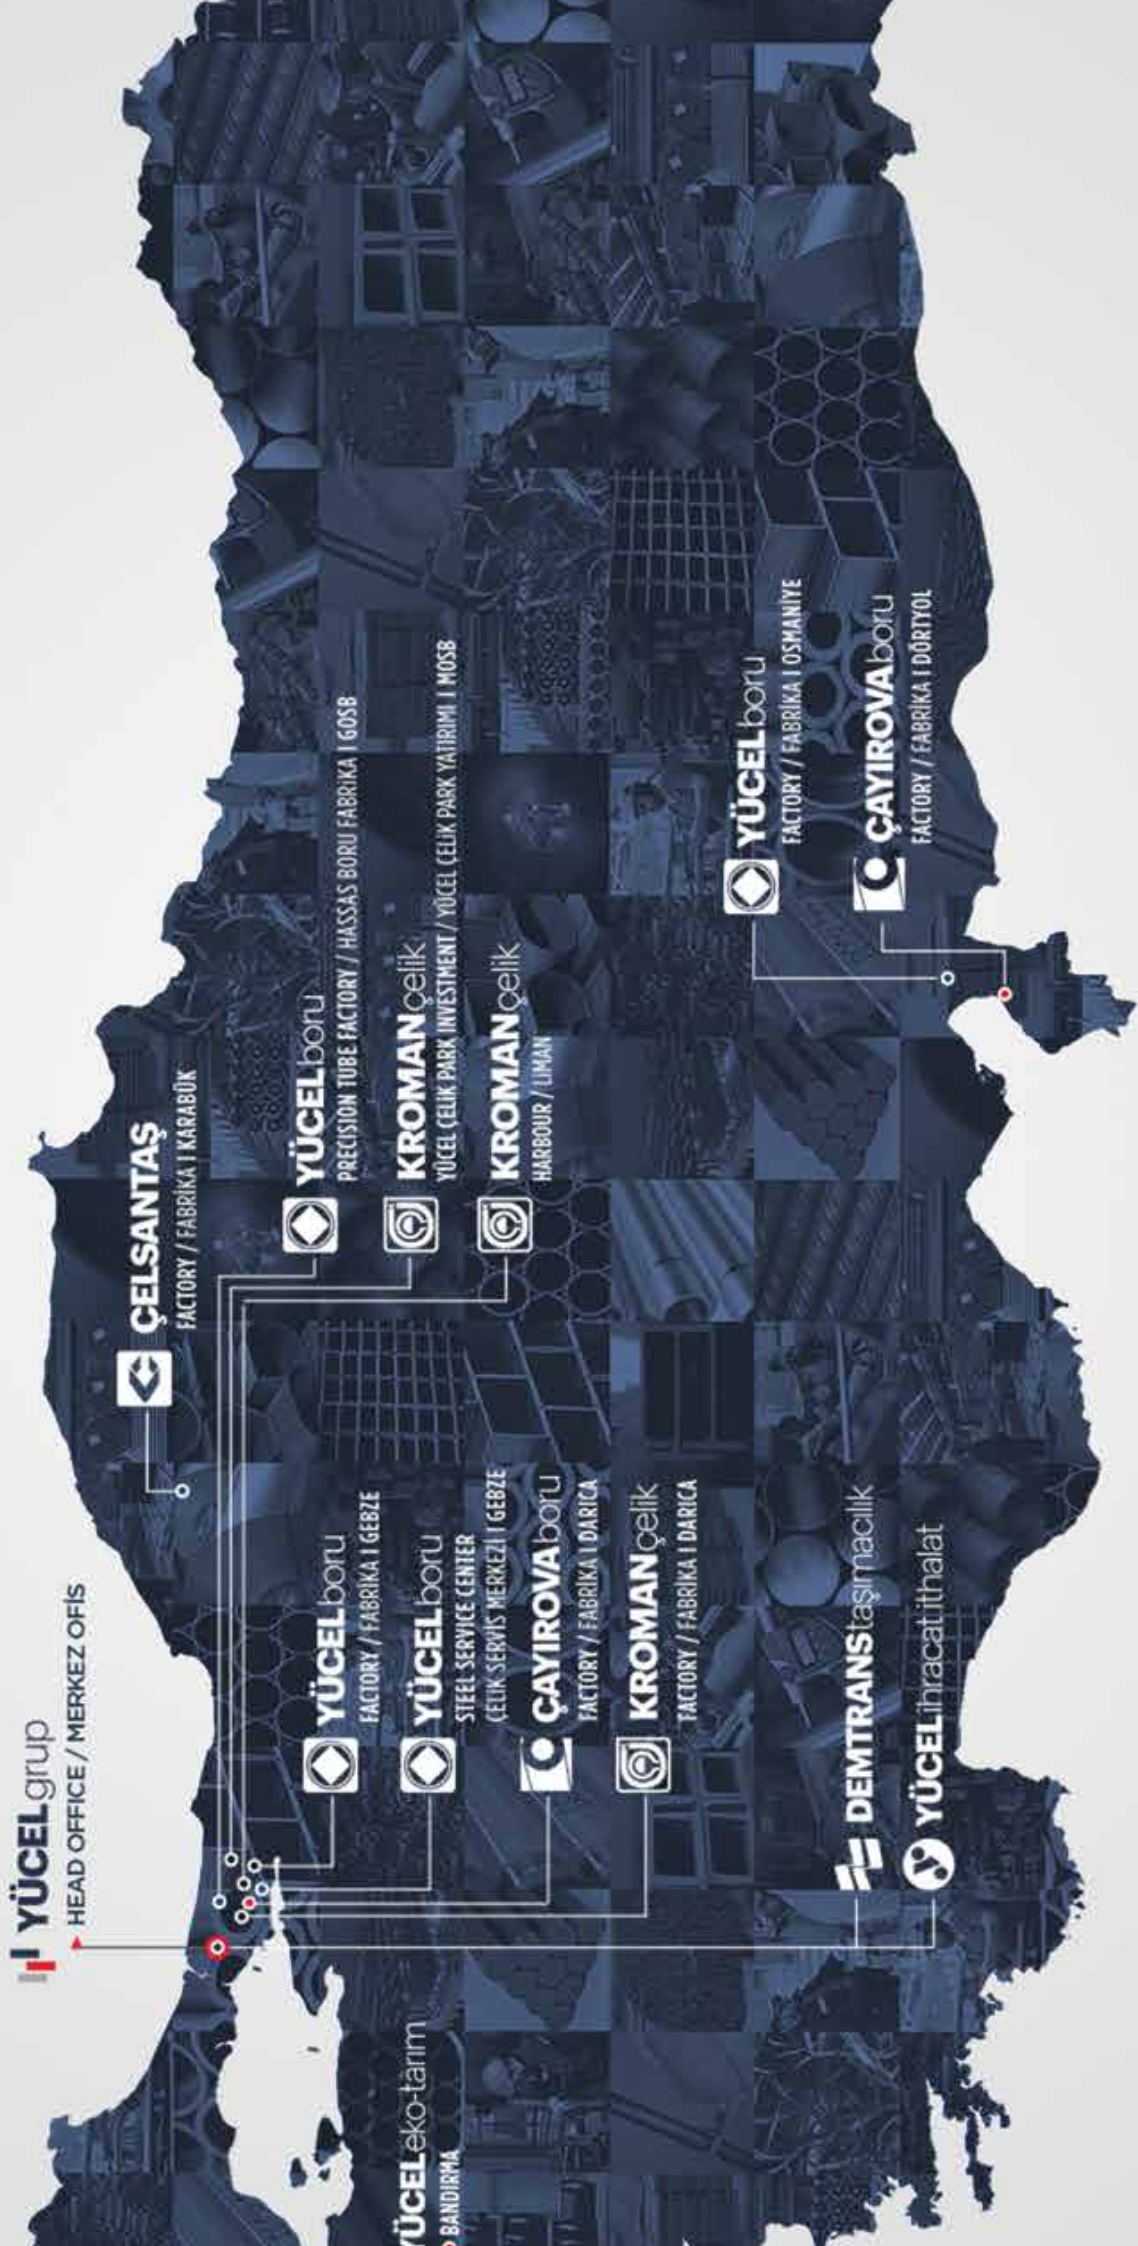 YÜCELgrup
HEAD OFFICE / MERKEZ OFİS
ÇELSANTAŞ
FACTORY / FABRİKA I KARABÜK
YÜCELboru
PRECISION TUBE FACTORY / HASSAS BORU FABRİKA I GOSB
KROMANçelik
YÜCEL ÇELİK PARK INVESTMENT / YÜCEL ÇELİK PARK YATIRIMI I MOSB
KROMANçelik
HARBOUR / LİMAN
YÜCELboru
FACTORY / FABRİKA I GEBZE
YÜCELboru
STEEL SERVICE CENTER
ÇELİK SERVİS MERKEZİ I GEBZE
ÇAYIROVAboru
FACTORY / FABRİKA I DARICA
KROMANçelik
FACTORY / FABRİKA I DARICA
YÜCELeko-tarım
BANDIRMA
YÜCELboru
FACTORY / FABRİKA I OSMANİYE
ÇAYIROVAboru
FACTORY / FABRİKA I DÖRTYOL
DEMTRANStaşımacılık
YÜCELihracatithalat